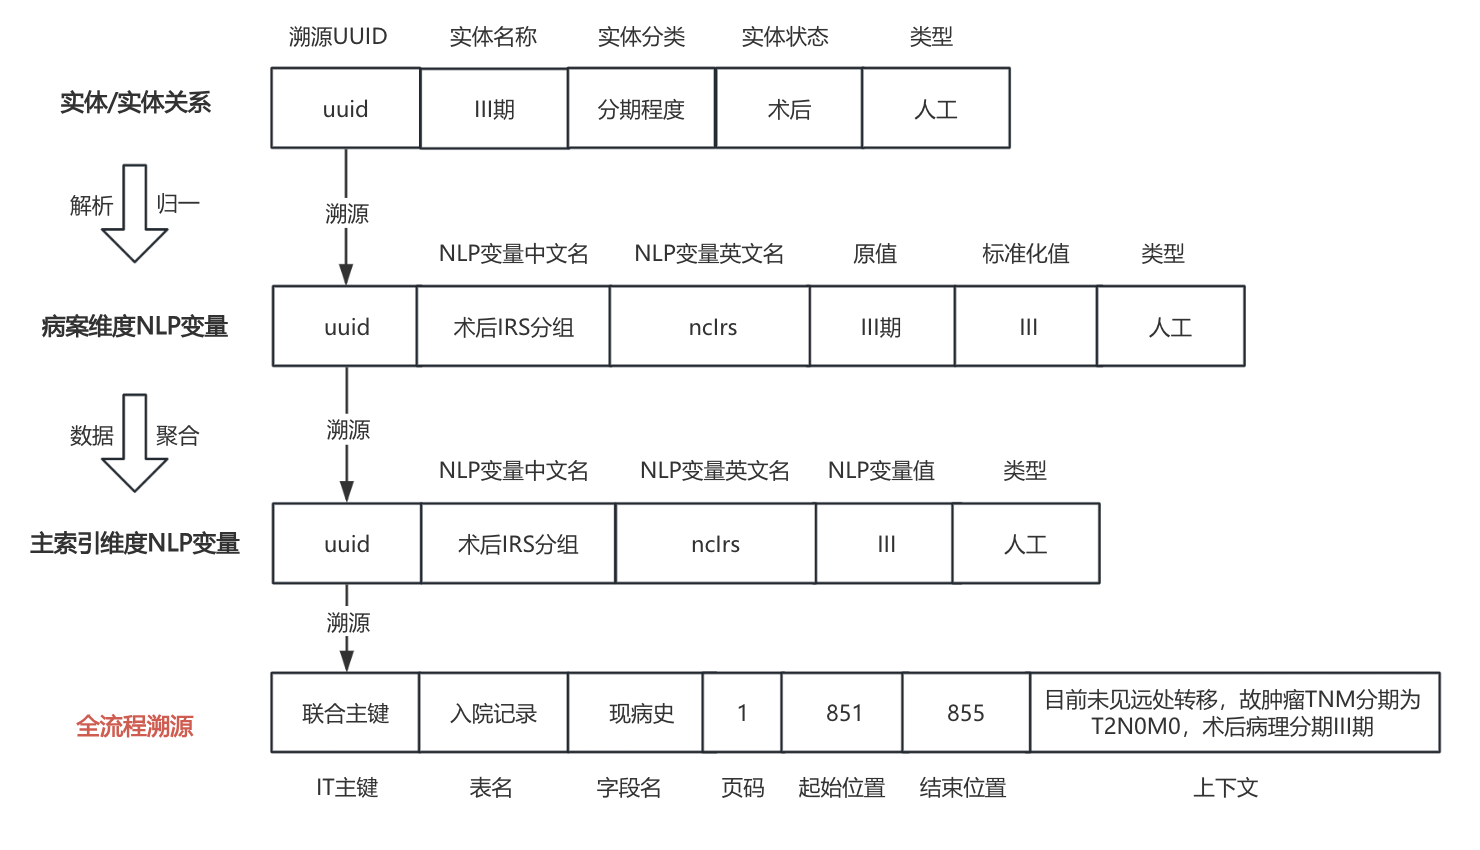 溯源UUID 实体名称 实体分类 实体状态 类型
实体/实体关系 uuid III期 分期程度 术后 人工
解析 归一
溯源
NLP变量中文名 NLP变量英文名 原值 标准化值 类型
病案维度NLP变量 uuid 术后IRS分组 ncIrs III期 III 人工
数据 聚合
溯源
NLP变量中文名 NLP变量英文名 NLP变量值 类型
主索引维度NLP变量 uuid 术后IRS分组 ncIrs III 人工
溯源
全流程溯源 联合主键 入院记录 现病史 1 851 855
目前未见远处转移，故肿瘤TNM分期为
T2N0M0，术后病理分期III期
IT主键 表名 字段名 页码 起始位置 结束位置 上下文